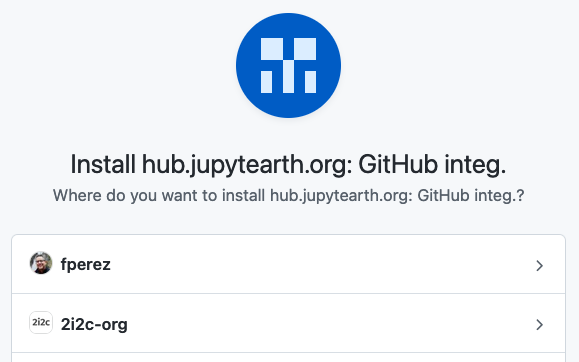 Install hub.jupytearth.org: GitHub integ.
Where do you want to install hub.jupytearth.org: GitHub integ.?
fperez
2i2c 2i2c-org